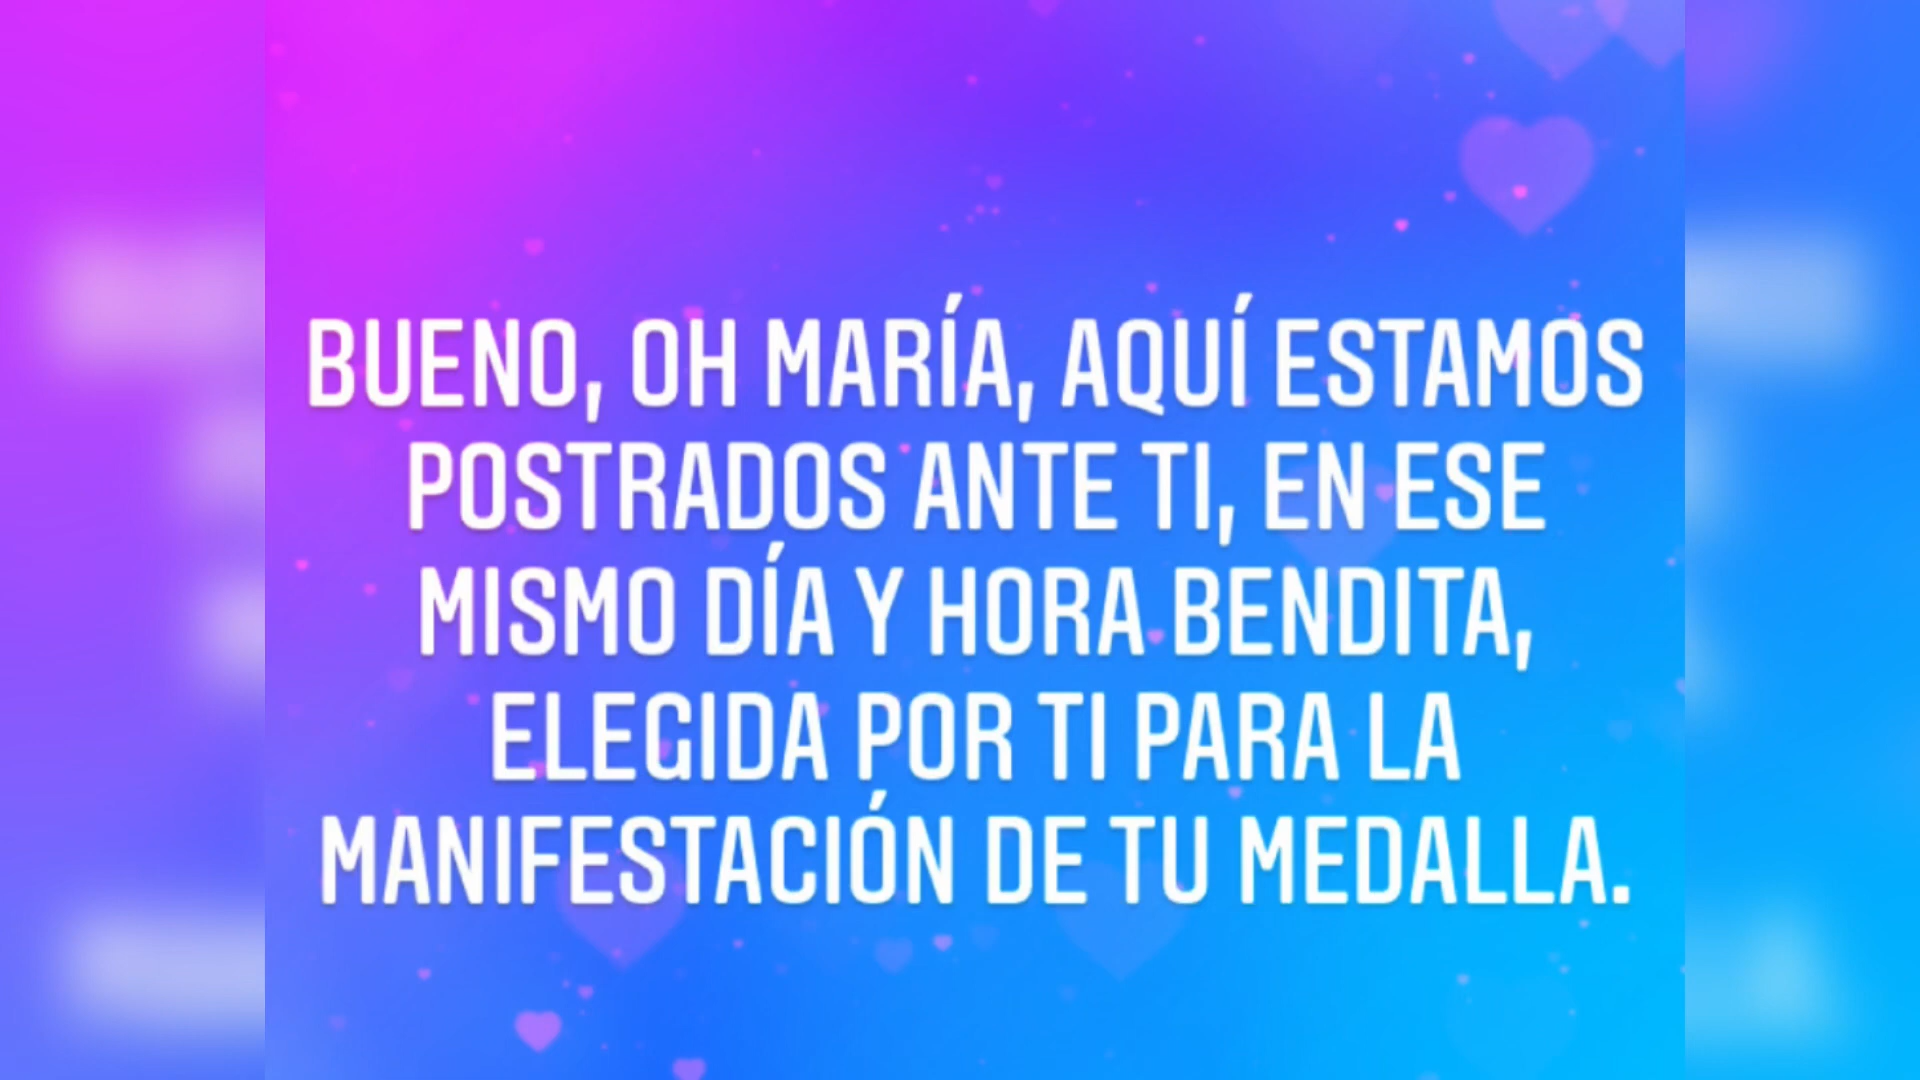 BUENO, OH MARÍA, AQUÍ ESTAMOS
POSTRADOS ANTE TI, EN ESE
MISMO DÍA Y HORA BENDITA,
ELEGIDA POR TI PARA LA
MANIFESTACIÓN DE TU MEDALLA.